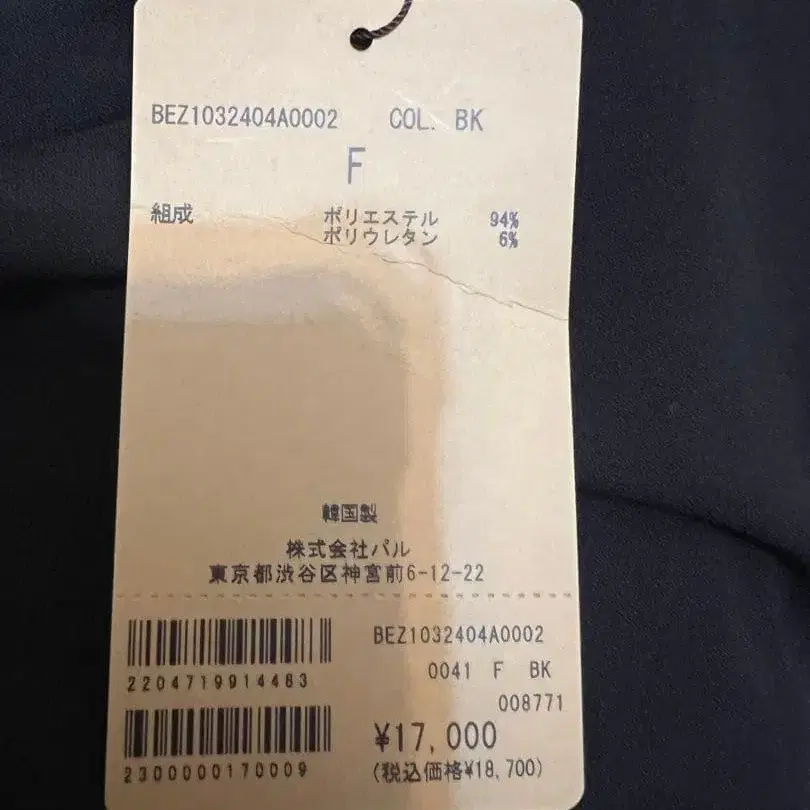 BEZ1032404A0002 COL. BK
F
組成 ポリエステル 94%
ポリウレタン 6%
韓国製
株式会社パル
東京都渋谷区神宮前6-12-22
BEZ1032404A0002
0041 F BK
2204719914483
008771
¥17,000
(税込価格¥18,700)
2300000170009